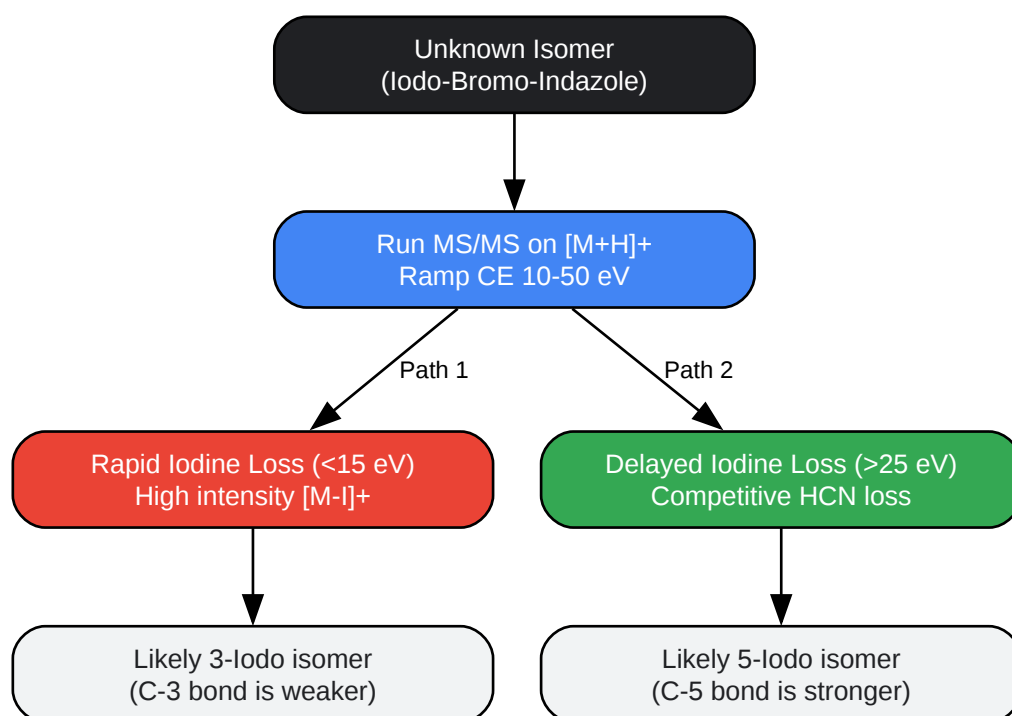 Unknown Isomer
(Iodo-Bromo-Indazole)
Run MS/MS on [M+H]+
Ramp CE 10-50 eV
Path 1
Path 2
Rapid Iodine Loss (<15 eV)
High intensity [M-I]+
Delayed Iodine Loss (>25 eV)
Competitive HCN loss
Likely 3-Iodo isomer
(C-3 bond is weaker)
Likely 5-Iodo isomer
(C-5 bond is stronger)